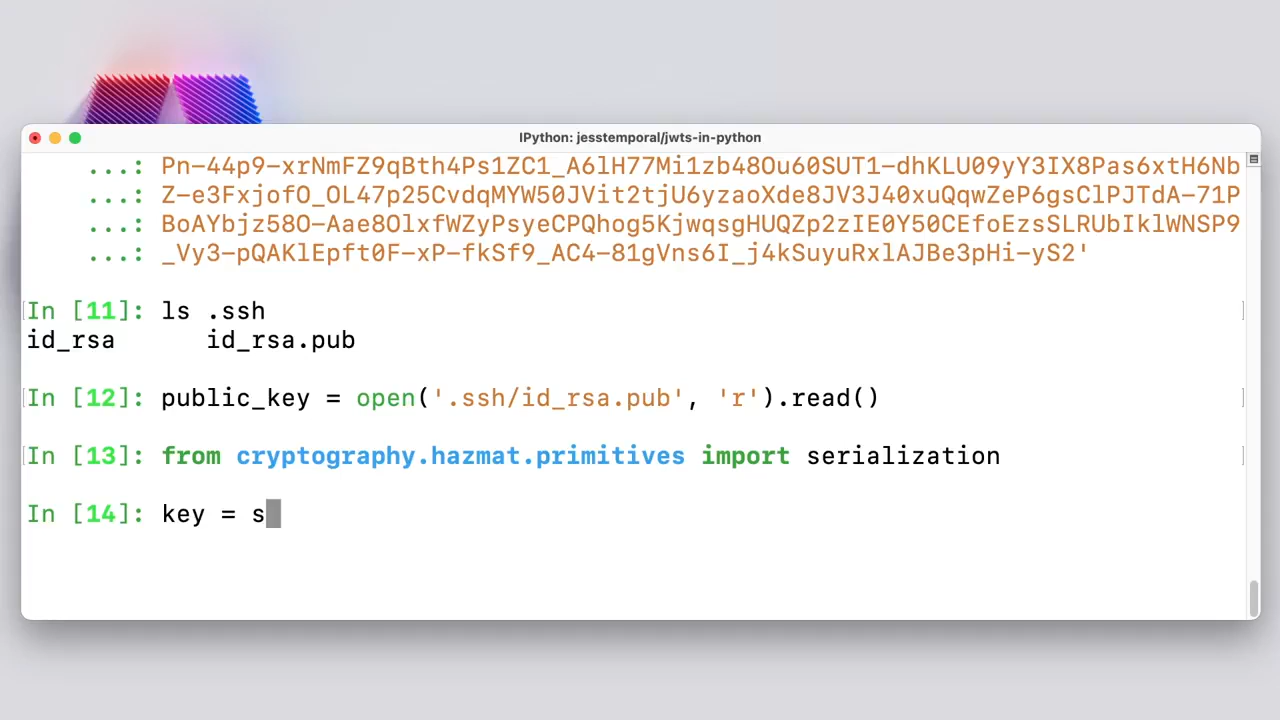 IPython: jesstemporal/jwts-in-python
...: Pn-44p9-xrNmFZ9qBth4Ps1ZC1_A6lH77Mi1zb48Ou60SUT1-dhKLU09yY3IX8Pas6xtH6Nb
...: Z-e3FxjofO_OL47p25CvdqMYW50JVit2tjU6yzaoXde8JV3J40xuQqwZeP6gsClPJTdA-71P
...: BoAYbjz58O-Aae8OlxfWZyPsyeCPQhog5KjwqsgHUQZp2zIE0Y50CEfoEzsSLRUbIklWNSP9
...: _Vy3-pQAKlEpft0F-xP-fkSf9_AC4-81gVns6I_j4kSuyuRxlAJBe3pHi-yS2'
In [11]: ls .ssh
id_rsa      id_rsa.pub
In [12]: public_key = open('.ssh/id_rsa.pub', 'r').read()
In [13]: from cryptography.hazmat.primitives import serialization
In [14]: key = s